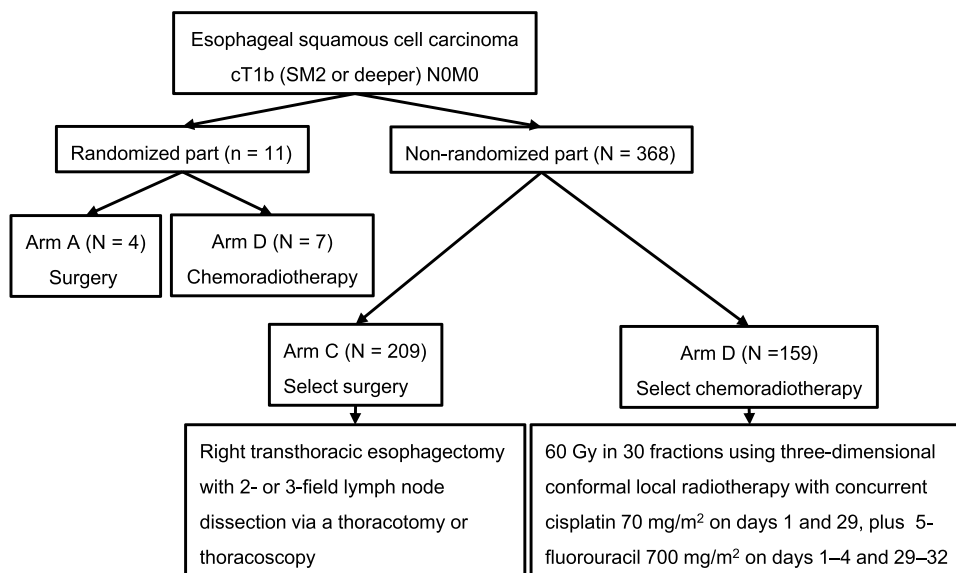 Esophageal squamous cell carcinoma
cT1b (SM2 or deeper) N0M0
Randomized part (n = 11)
Non-randomized part (N = 368)
Arm A (N = 4)
Surgery
Arm D (N = 7)
Chemoradiotherapy
Arm C (N = 209)
Select surgery
Arm D (N =159)
Select chemoradiotherapy
Right transthoracic esophagectomy
with 2- or 3-field lymph node
dissection via a thoracotomy or
thoracoscopy
60 Gy in 30 fractions using three-dimensional
conformal local radiotherapy with concurrent
cisplatin 70 mg/m² on days 1 and 29, plus 5-
fluorouracil 700 mg/m² on days 1–4 and 29–32